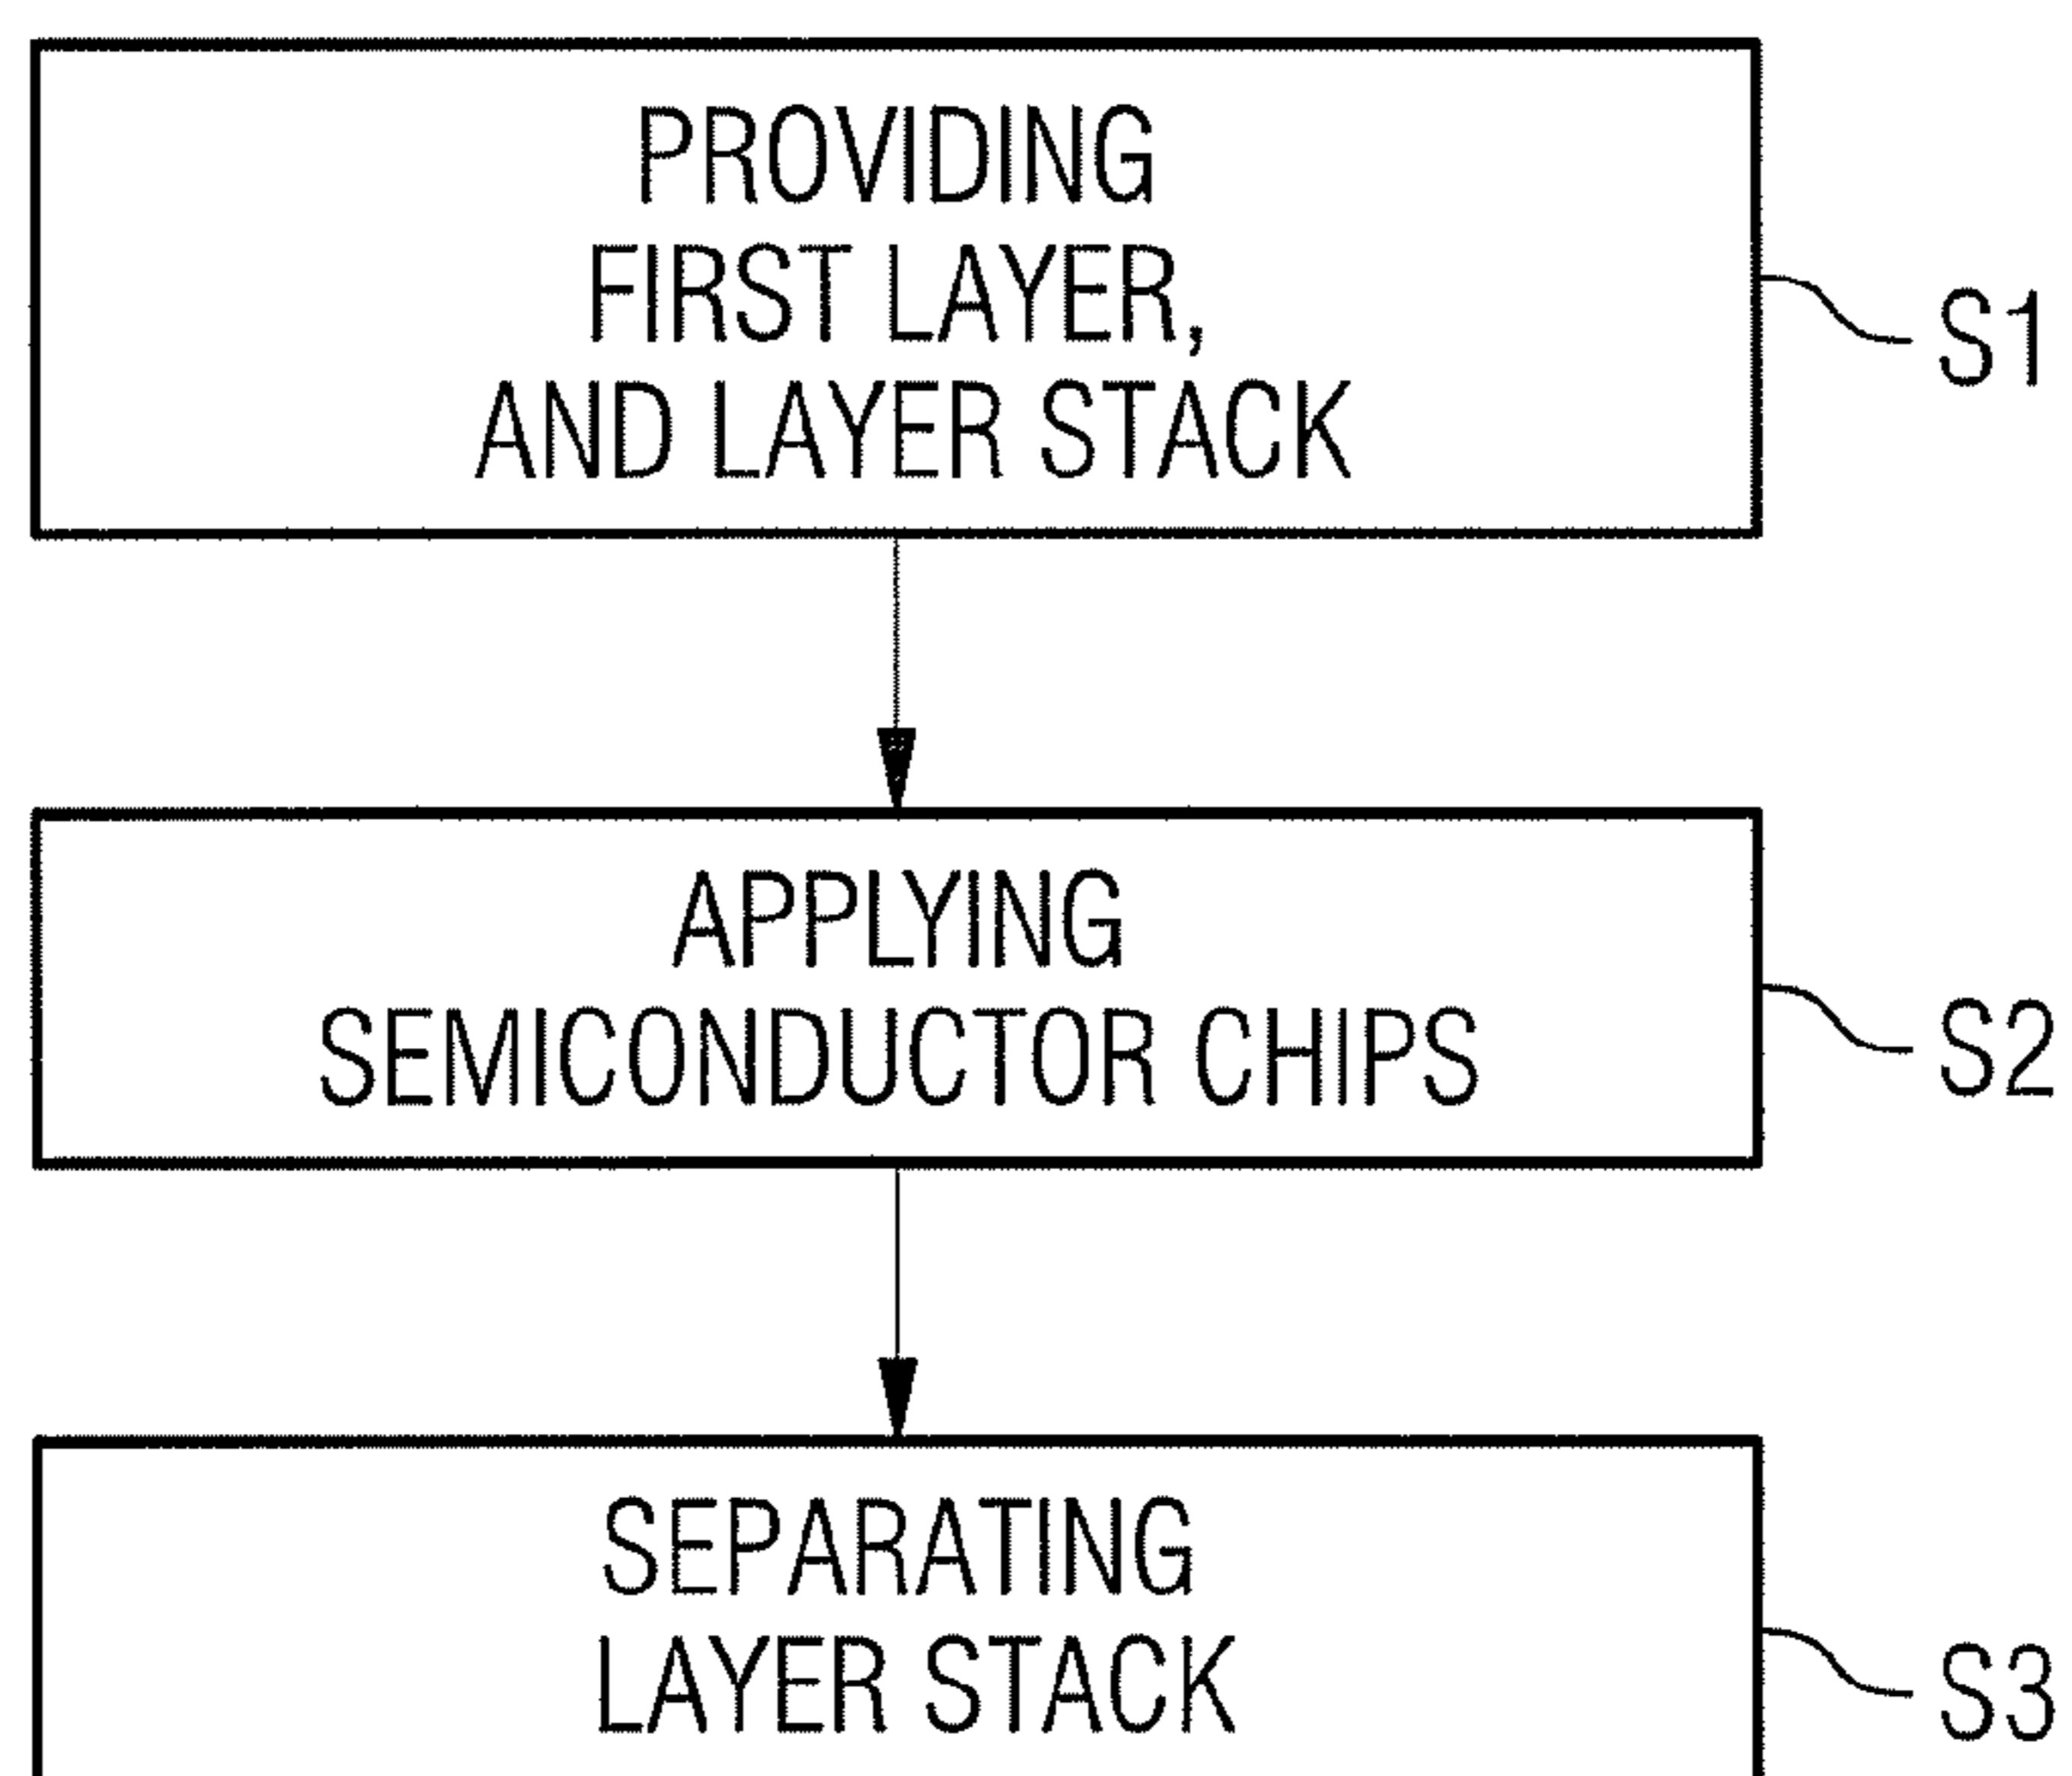 PROVIDING
FIRST LAYER,
AND LAYER STACK
S1
APPLYING
SEMICONDUCTOR CHIPS
S2
SEPARATING
LAYER STACK
S3